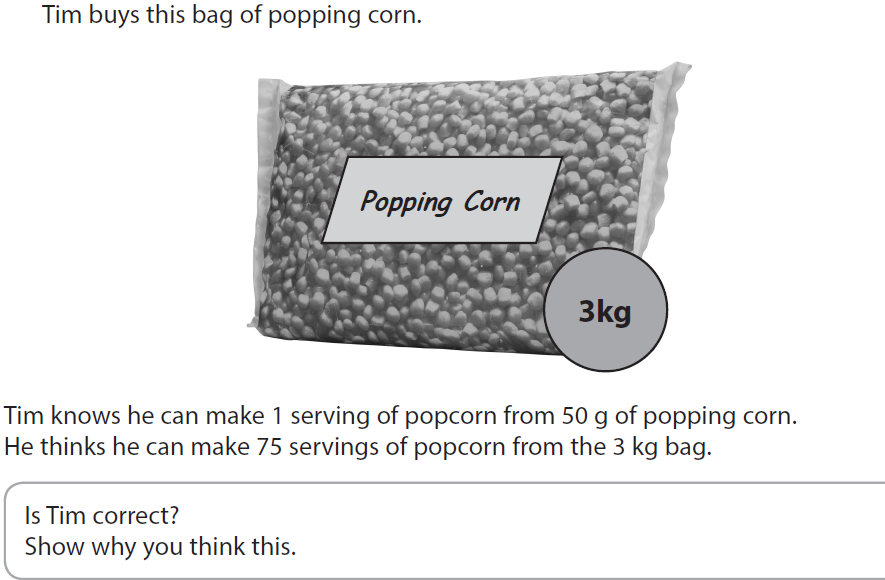 Tim buys this bag of popping corn.
Popping Corn
3kg
Tim knows he can make 1 serving of popcorn from 50 g of popping corn.
He thinks he can make 75 servings of popcorn from the 3 kg bag.
Is Tim correct?
Show why you think this.